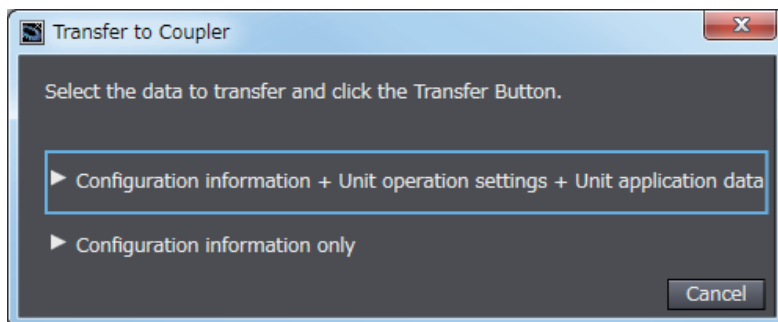 Transfer to Coupler
Select the data to transfer and click the Transfer Button.
Configuration information + Unit operation settings + Unit application data
Configuration information only
Cancel